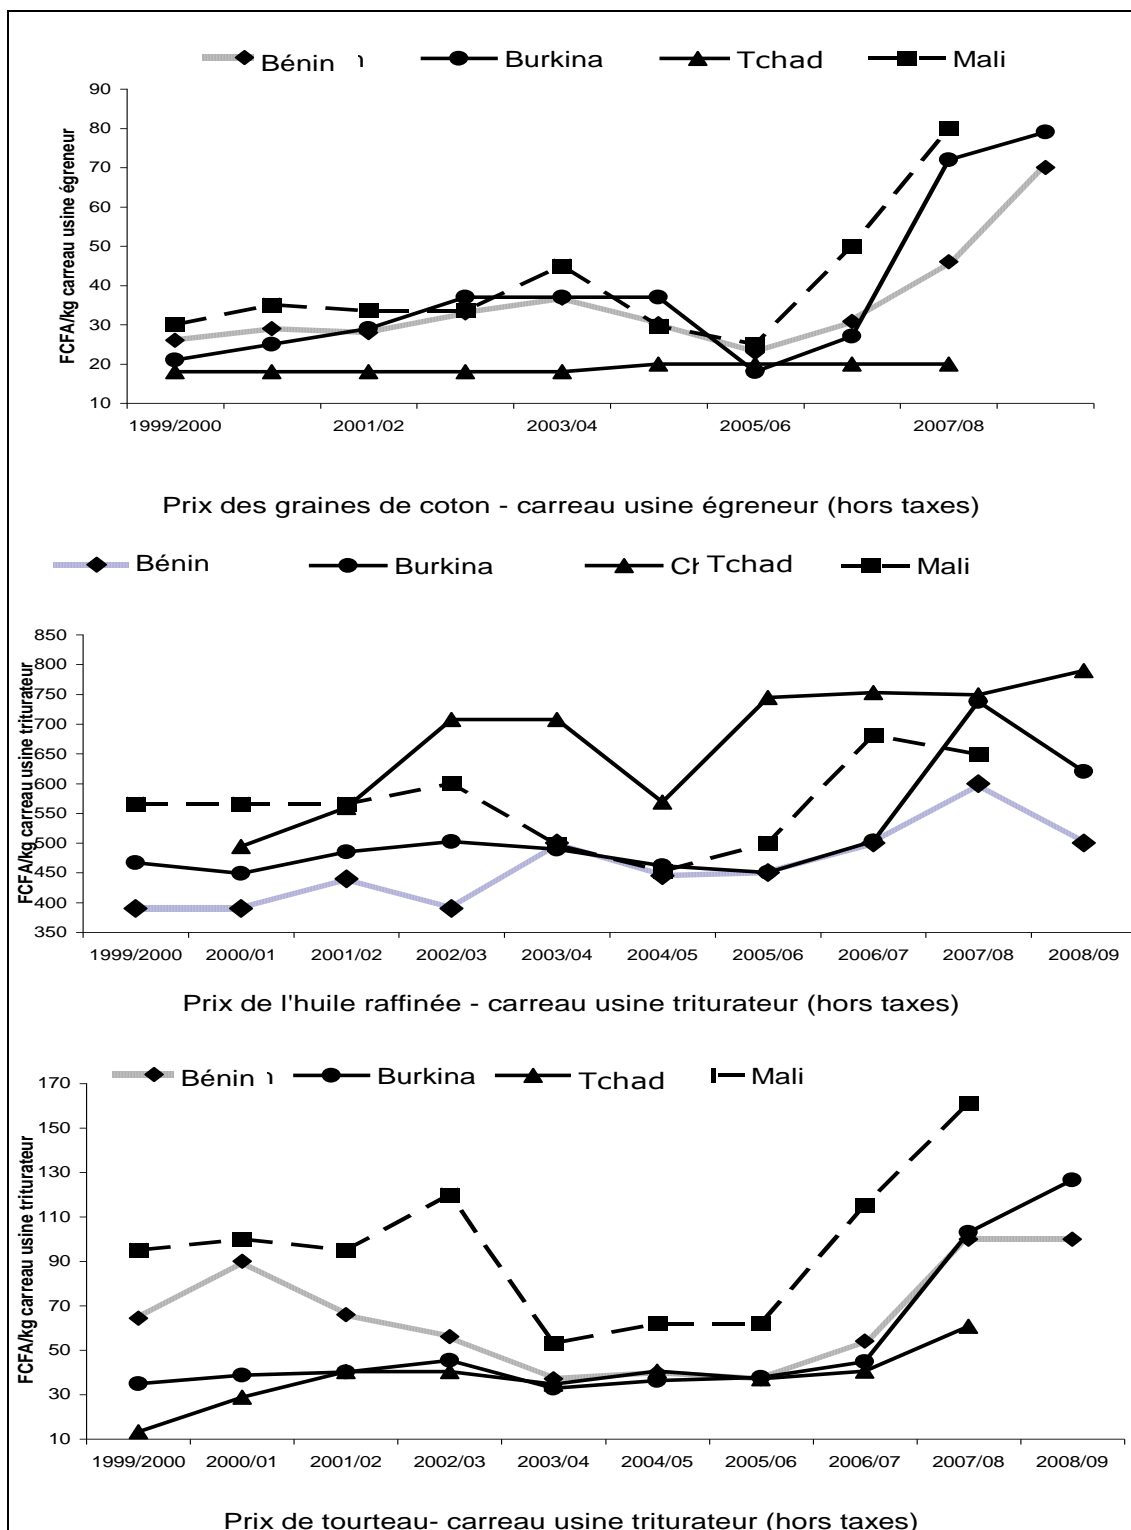 Bénin Burkina Tchad Mali
FCFA/kg carreau usine égreneur
90
80
70
60
50
40
30
20
10
1999/2000 2001/02 2003/04 2005/06 2007/08
Prix des graines de coton - carreau usine égreneur (hors taxes)
Bénin Burkina Ch Tchad Mali
FCFA/kg carreau usine triturateur
850
800
750
700
650
600
550
500
450
400
350
1999/2000 2000/01 2001/02 2002/03 2003/04 2004/05 2005/06 2006/07 2007/08 2008/09
Prix de l'huile raffinée - carreau usine triturateur (hors taxes)
Bénin Burkina Tchad Mali
FCFA/kg carreau usine triturateur
170
150
130
110
90
70
50
30
10
1999/2000 2000/01 2001/02 2002/03 2003/04 2004/05 2005/06 2006/07 2007/08 2008/09
Prix de tourteau- carreau usine triturateur (hors taxes)